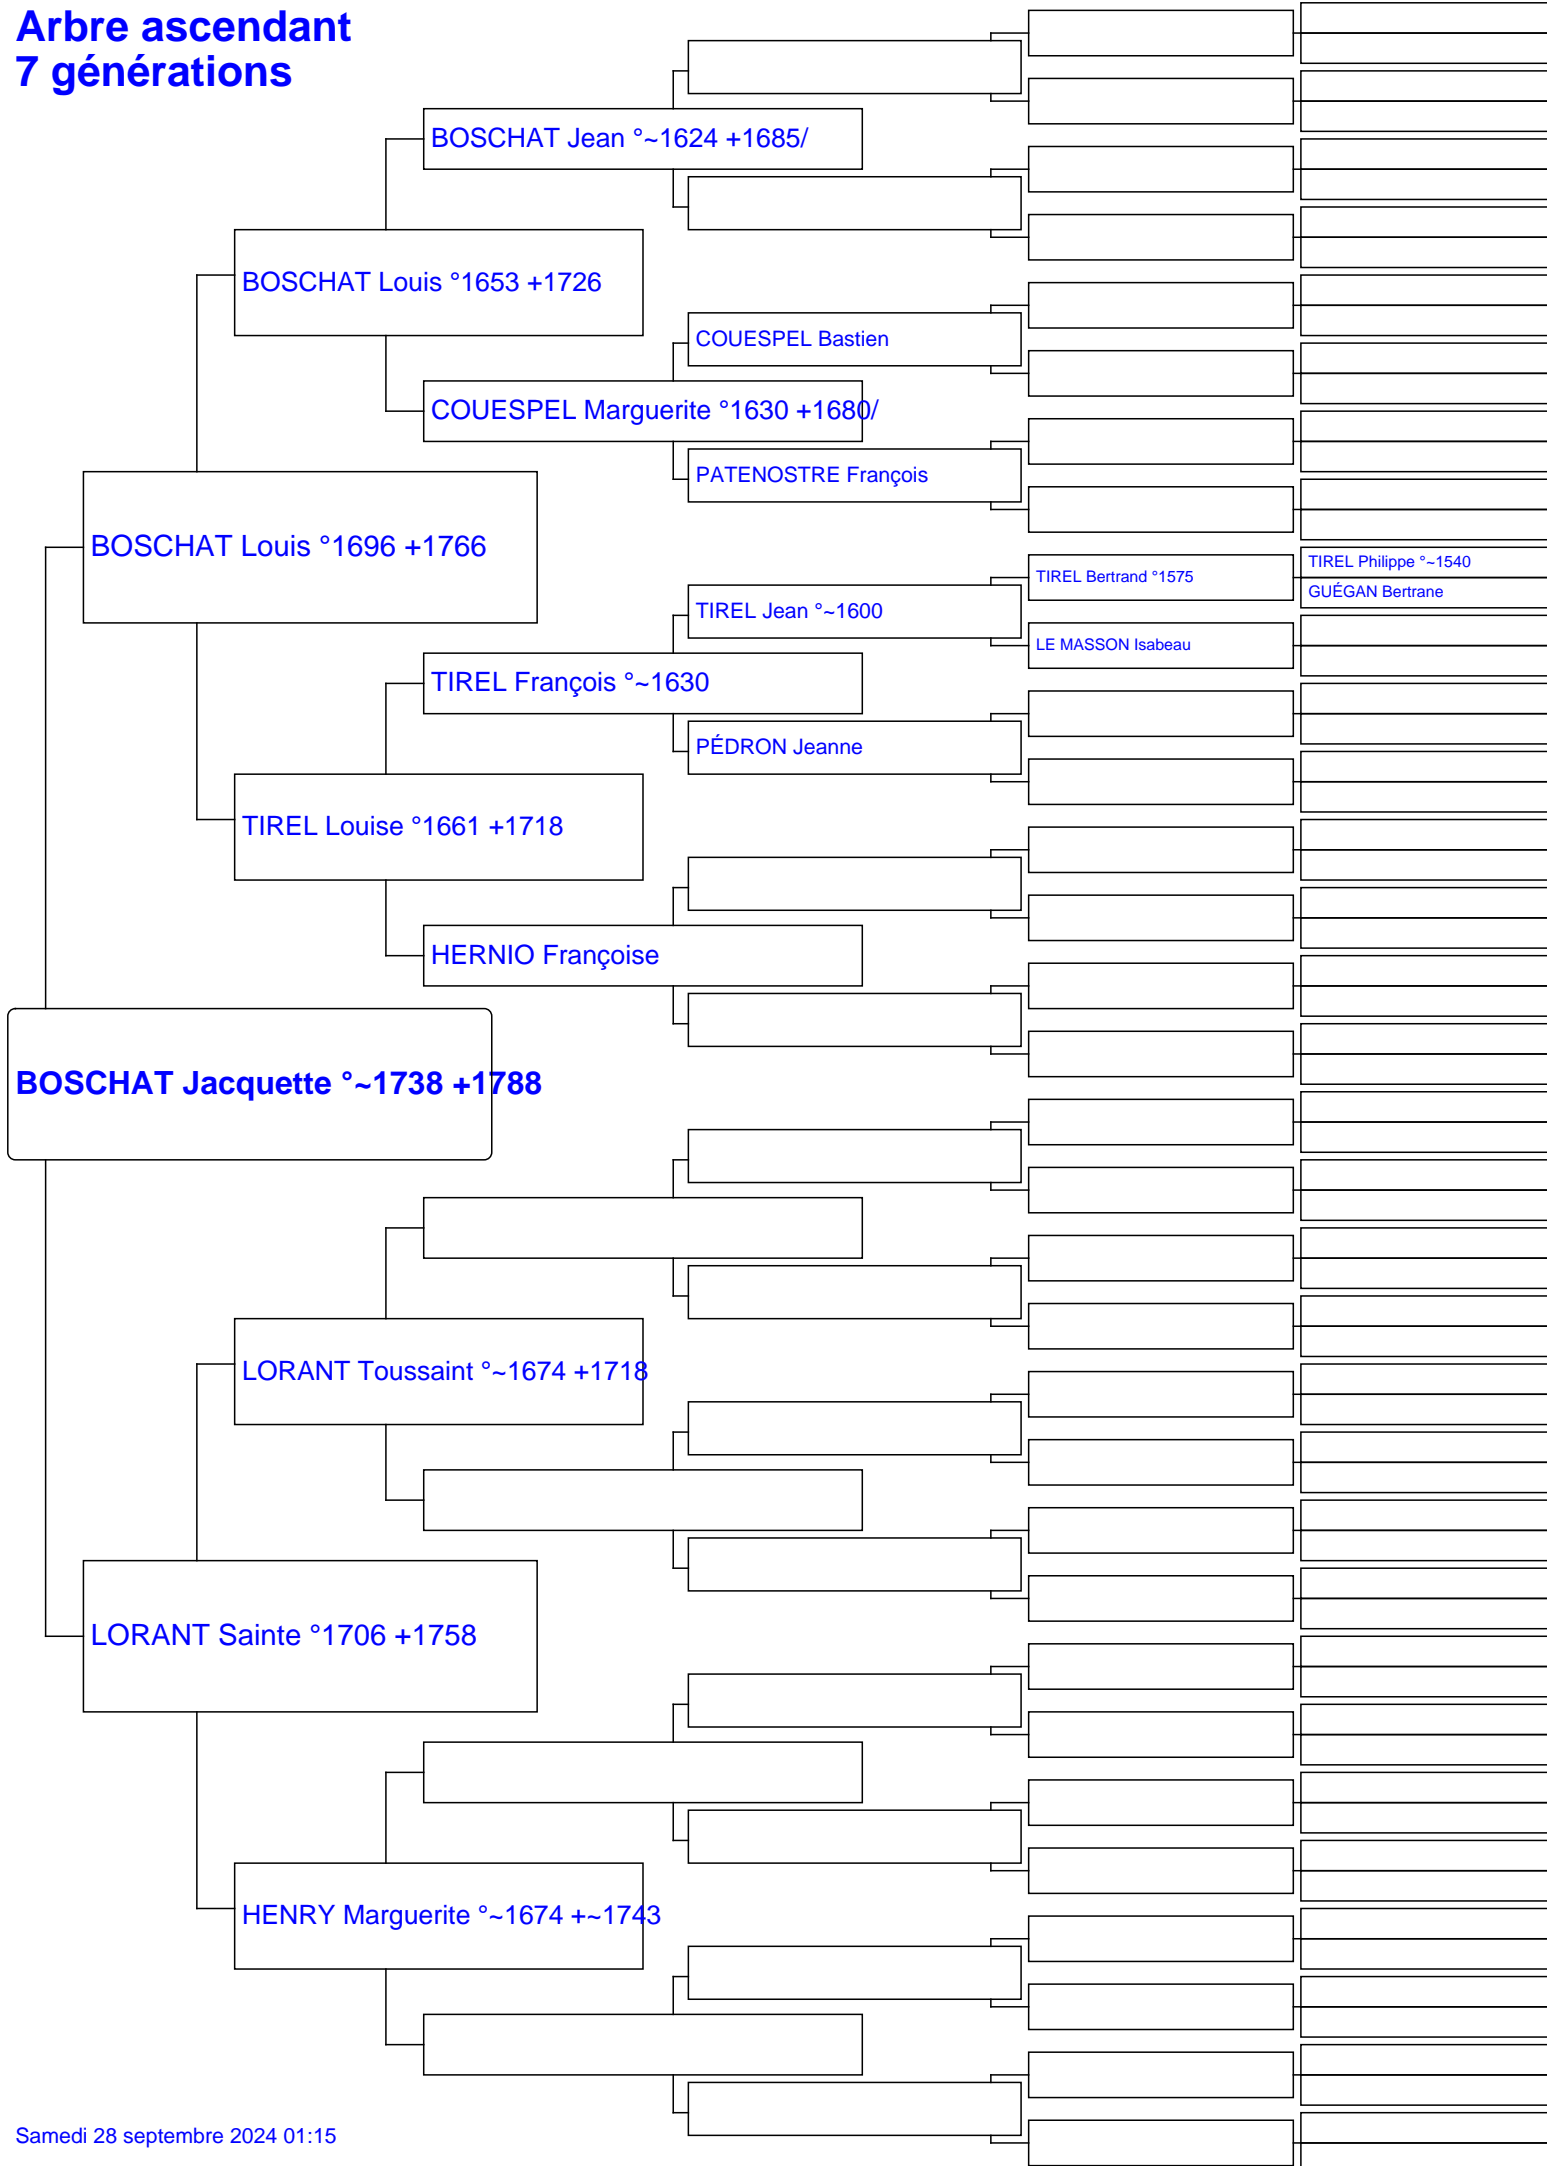 Arbre ascendant
7 générations
BOSCHAT Jean °~1624 +1685/
BOSCHAT Louis °1653 +1726
COUESPEL Bastien
COUESPEL Marguerite °1630 +1680/
PATENOSTRE François
BOSCHAT Louis °1696 +1766
TIREL Philippe °~1540
TIREL Bertrand °1575
GUÉGAN Bertrane
TIREL Jean °~1600
LE MASSON Isabeau
TIREL François °~1630
PÉDRON Jeanne
TIREL Louise °1661 +1718
HERNIO Françoise
BOSCHAT Jacquette °~1738 +1788
LORANT Toussaint °~1674 +1718
LORANT Sainte °1706 +1758
HENRY Marguerite °~1674 +~1743
Samedi 28 septembre 2024 01:15